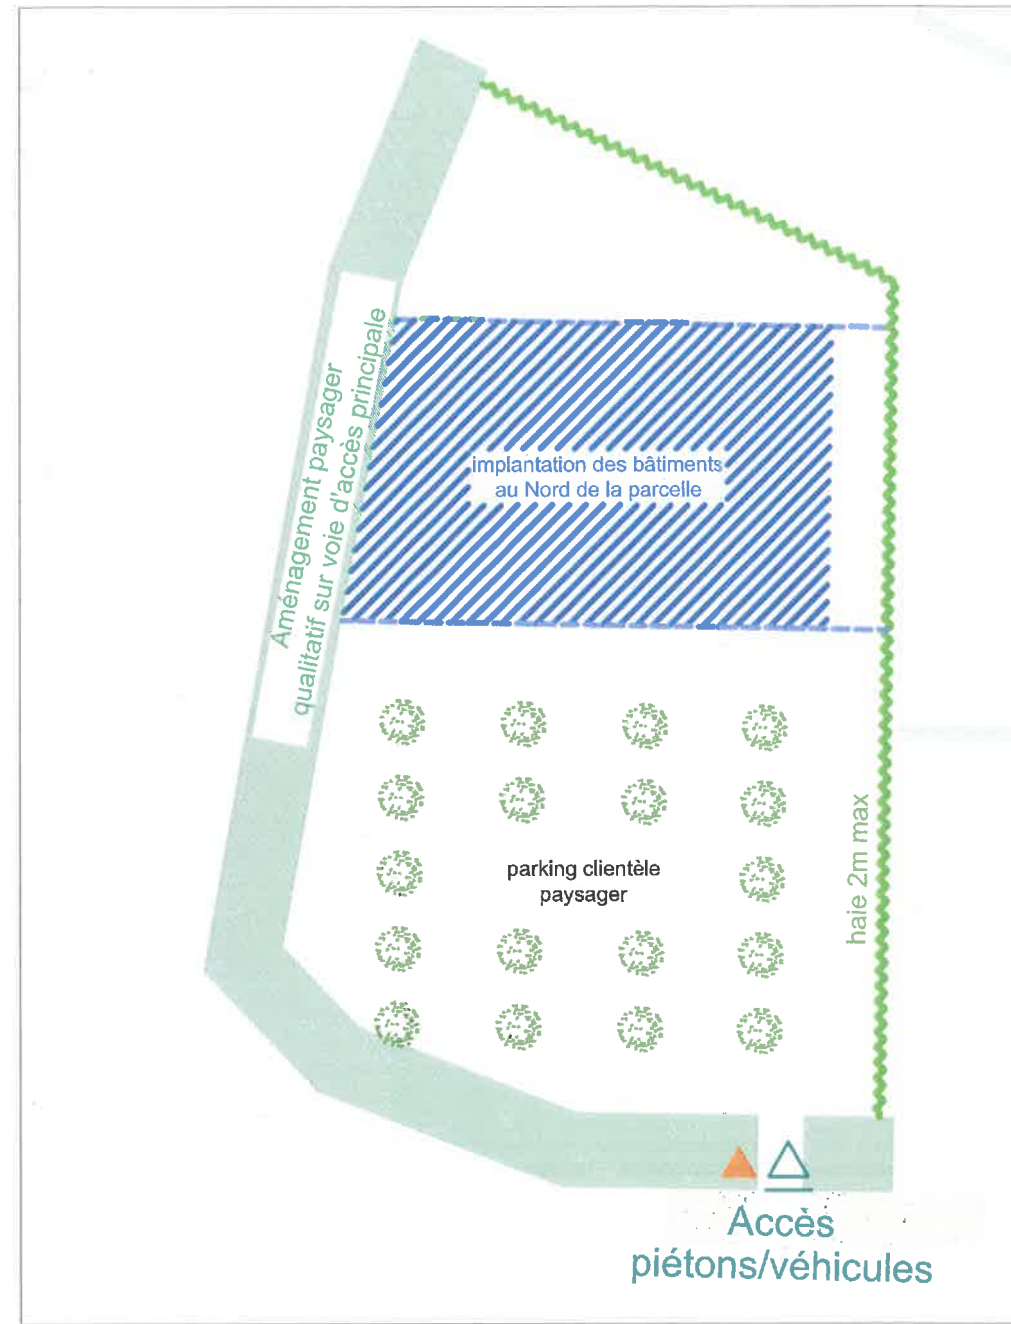 Aménagement paysager
qualitatif sur voie d'accès principale
implantation des bâtiments
au Nord de la parcelle
parking clientèle
paysager
haie 2m max
Accès
piétons/véhicules